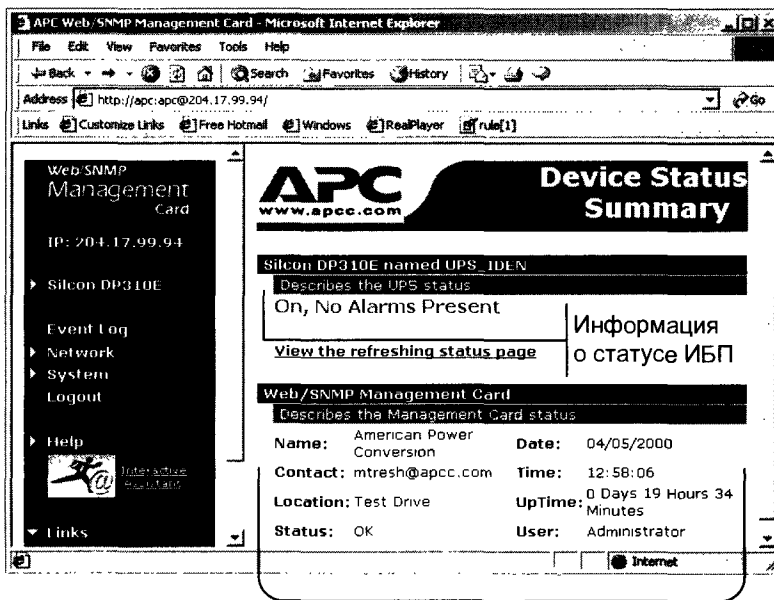 APC Web/SNMP Management Card - Microsoft Internet Explorer
File Edit View Favorites Tools Help
Back Search Favorites History
Address http://apc:apc@204.17.99.94/ Go
Links Customize Links Free Hotmail Windows RealPlayer rule[1]
Web/SNMP
Management
Card
IP: 204.17.99.94
Silcon DP310E
Event Log
Network
System
Logout
Help
Interactive
Assistant
Links
APC
www.apcc.com
Device Status
Summary
Silcon DP310E named UPS_IDEN
Describes the UPS status
On, No Alarms Present
View the refreshing status page
Информация
о статусе ИБП
Web/SNMP Management Card
Describes the Management Card status
Name: American Power Conversion Date: 04/05/2000
Contact: mtresh@apcc.com Time: 12:58:06
Location: Test Drive UpTime: 0 Days 19 Hours 34 Minutes
Status: OK User: Administrator
Internet